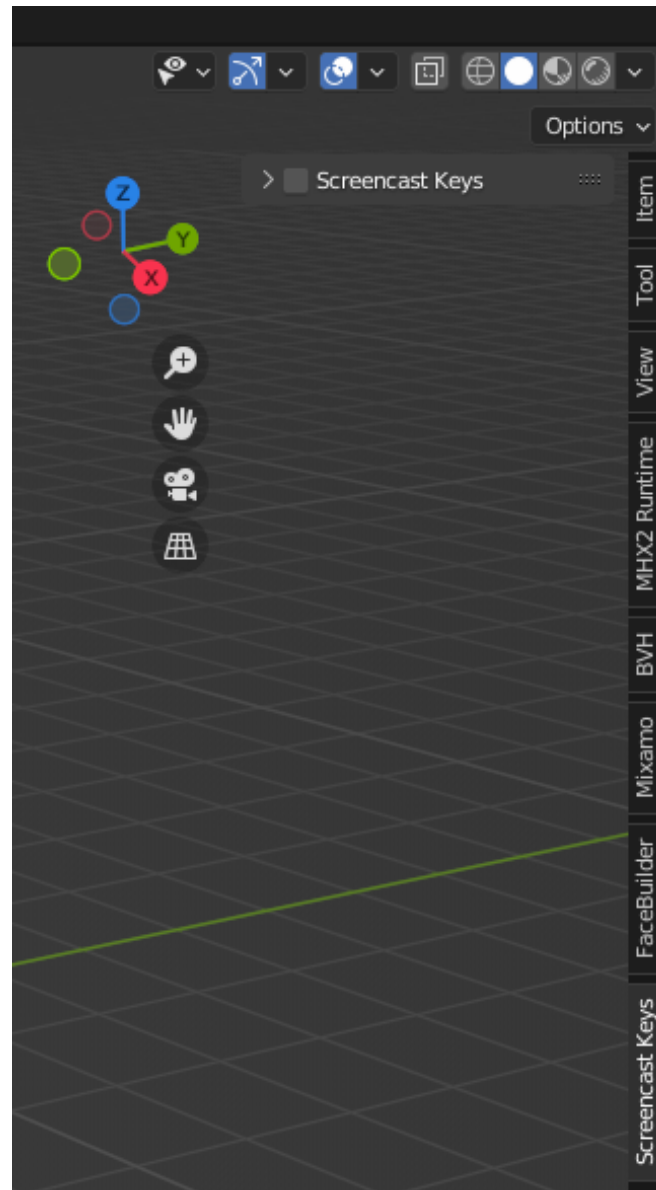 Options
Screencast Keys
Z
Y
X
Item
Tool
View
MHX2 Runtime
BVH
Mixamo
FaceBuilder
Screencast Keys